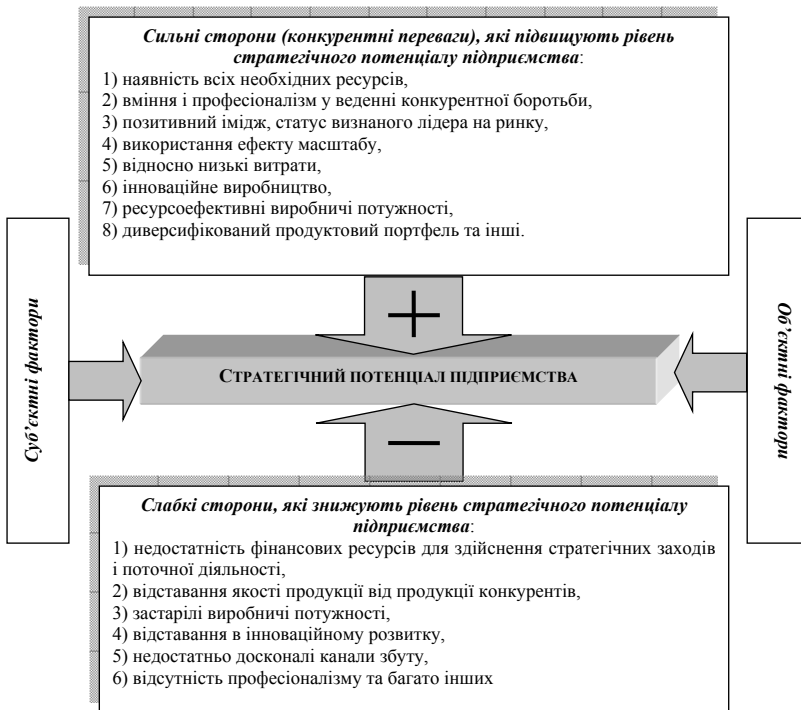 Сильні сторони (конкурентні переваги), які підвищують рівень
стратегічного потенціалу підприємства:
1) наявність всіх необхідних ресурсів,
2) вміння і професіоналізм у веденні конкурентної боротьби,
3) позитивний імідж, статус визнаного лідера на ринку,
4) використання ефекту масштабу,
5) відносно низькі витрати,
6) інноваційне виробництво,
7) ресурсоефективні виробничі потужності,
8) диверсифікований продуктовий портфель та інші.
Суб’єктні фактори
+
СТРАТЕГІЧНИЙ ПОТЕНЦІАЛ ПІДПРИЄМСТВА
–
Об’єктні фактори
Слабкі сторони, які знижують рівень стратегічного потенціалу
підприємства:
1) недостатність фінансових ресурсів для здійснення стратегічних заходів
і поточної діяльності,
2) відставання якості продукції від продукції конкурентів,
3) застарілі виробничі потужності,
4) відставання в інноваційному розвитку,
5) недостатньо досконалі канали збуту,
6) відсутність професіоналізму та багато інших